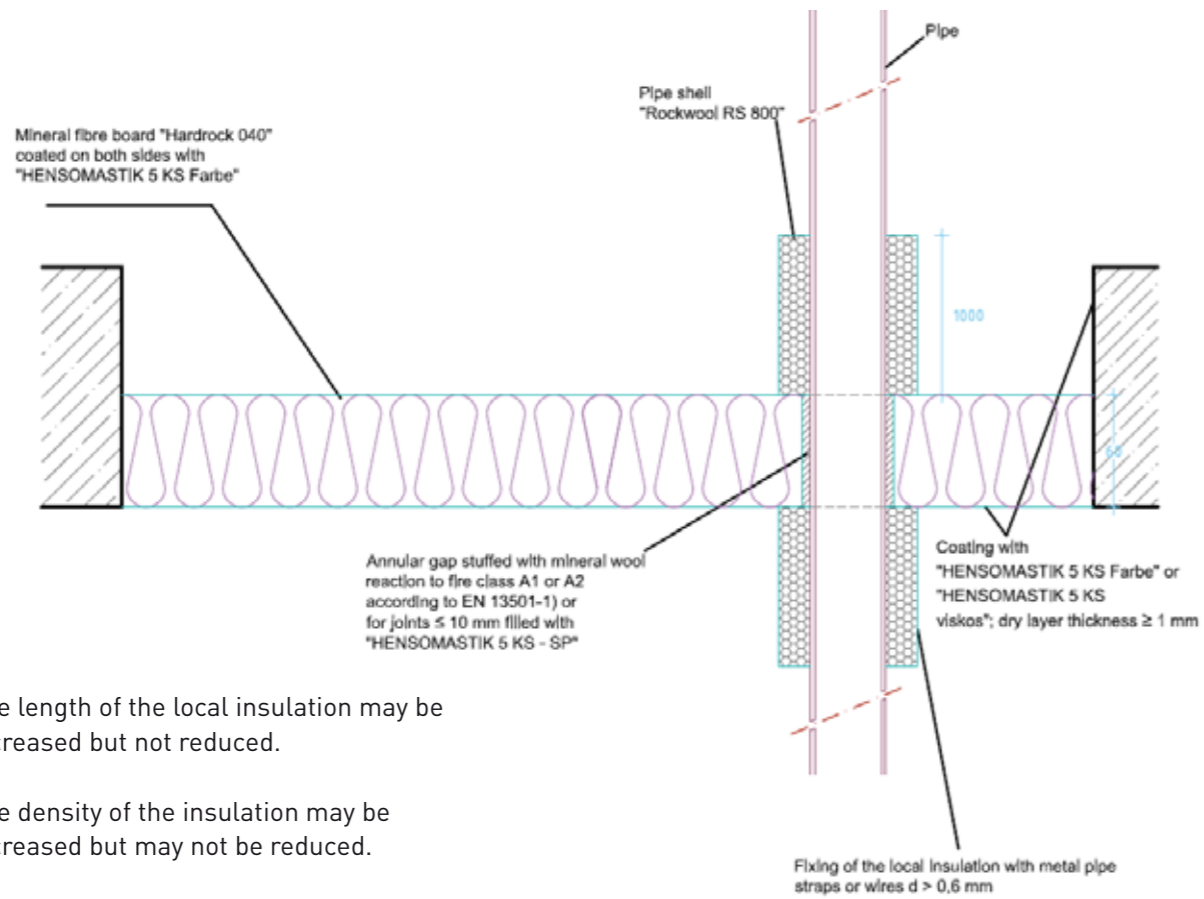 Pipe
Pipe shell
"Rockwool RS 800"
Mineral fibre board "Hardrock 040"
coated on both sides with
"HENSOMASTIK 5 KS Farbe"
1000
60
Annular gap stuffed with mineral wool
reaction to fire class A1 or A2
according to EN 13501-1) or
for joints ≤ 10 mm filled with
"HENSOMASTIK 5 KS - SP"
Coating with
"HENSOMASTIK 5 KS Farbe" or
"HENSOMASTIK 5 KS
viskos"; dry layer thickness ≥ 1 mm
e length of the local insulation may be
creased but not reduced.
e density of the insulation may be
creased but may not be reduced.
Fixing of the local insulation with metal pipe
straps or wires d > 0,6 mm